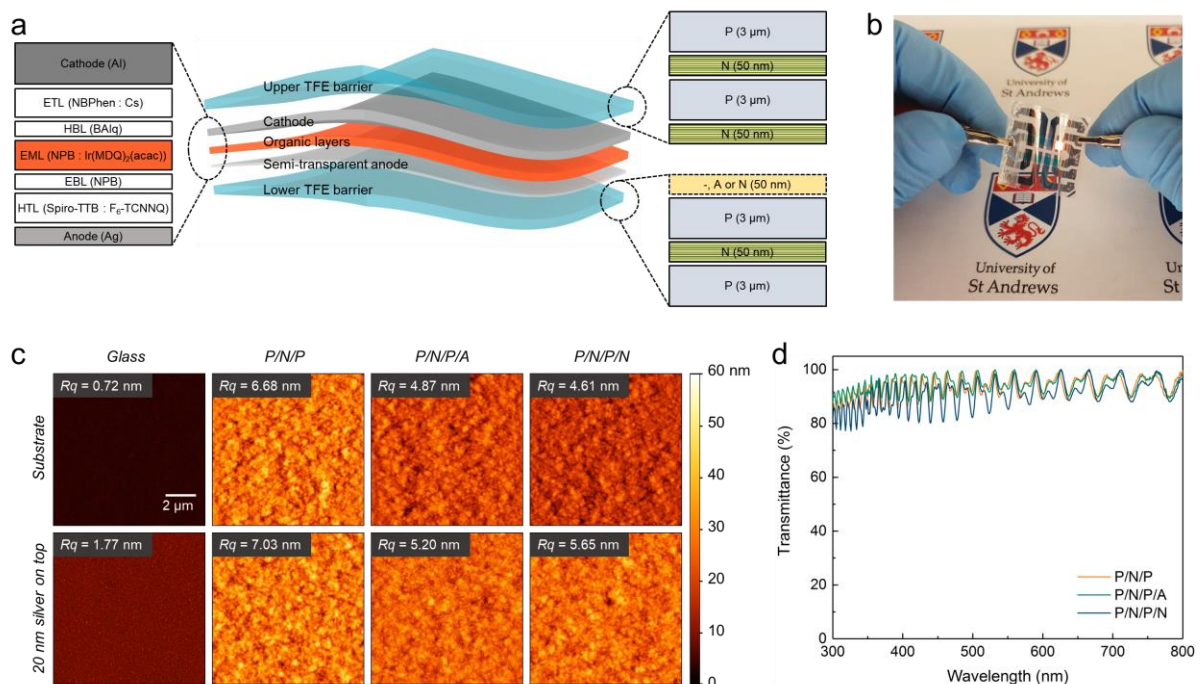 a
Cathode (Al)
ETL (NBPhen : Cs)
HBL (BAlq)
EML (NPB : Ir(MDQ)₂(acac))
EBL (NPB)
HTL (Spiro-TTB : F₆-TCNNQ)
Anode (Ag)
Upper TFE barrier
Cathode
Organic layers
Semi-transparent anode
Lower TFE barrier
P (3 µm)
N (50 nm)
P (3 µm)
N (50 nm)
-, A or N (50 nm)
P (3 µm)
N (50 nm)
P (3 µm)
b
University of
St Andrews
University of
St Andrews
Un
St A
c
Glass
P/N/P
P/N/P/A
P/N/P/N
Substrate
Rq = 0.72 nm
Rq = 6.68 nm
Rq = 4.87 nm
Rq = 4.61 nm
2 µm
20 nm silver on top
Rq = 1.77 nm
Rq = 7.03 nm
Rq = 5.20 nm
Rq = 5.65 nm
60 nm
50
40
30
20
10
0
d
Transmittance (%)
100
80
60
40
20
0
P/N/P
P/N/P/A
P/N/P/N
300
400
500
600
700
800
Wavelength (nm)